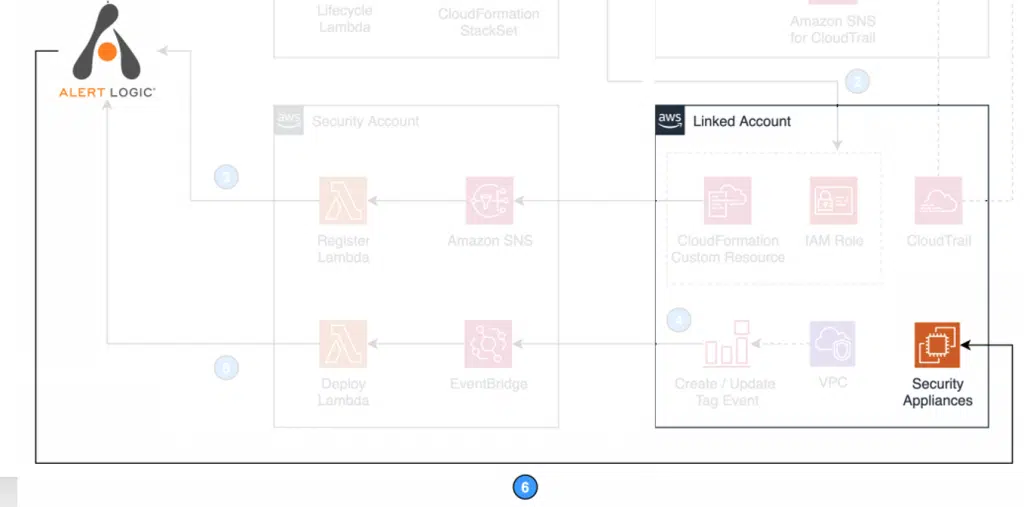 Lifecycle
Lambda
CloudFormation
StackSet
Amazon SNS
for CloudTrail
ALERT LOGIC®
2
aws
Security Account
aws
Linked Account
3
Register
Lambda
Amazon SNS
CloudFormation
Custom Resource
IAM Role
CloudTrail
4
5
Deploy
Lambda
EventBridge
Create / Update
Tag Event
VPC
Security
Appliances
6